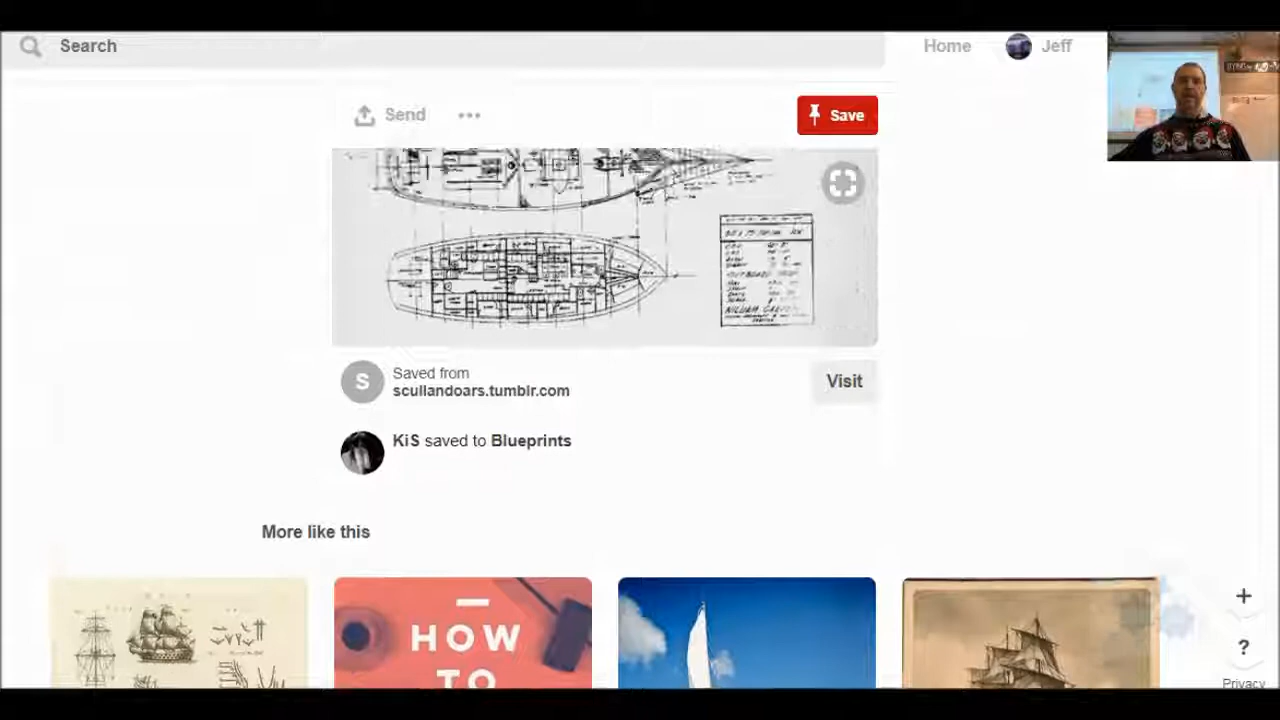 Search
Home
Jeff
Send
Save
Saved from
scullandoars.tumblr.com
Visit
KiS saved to Blueprints
More like this
HOW
TO
Privacy